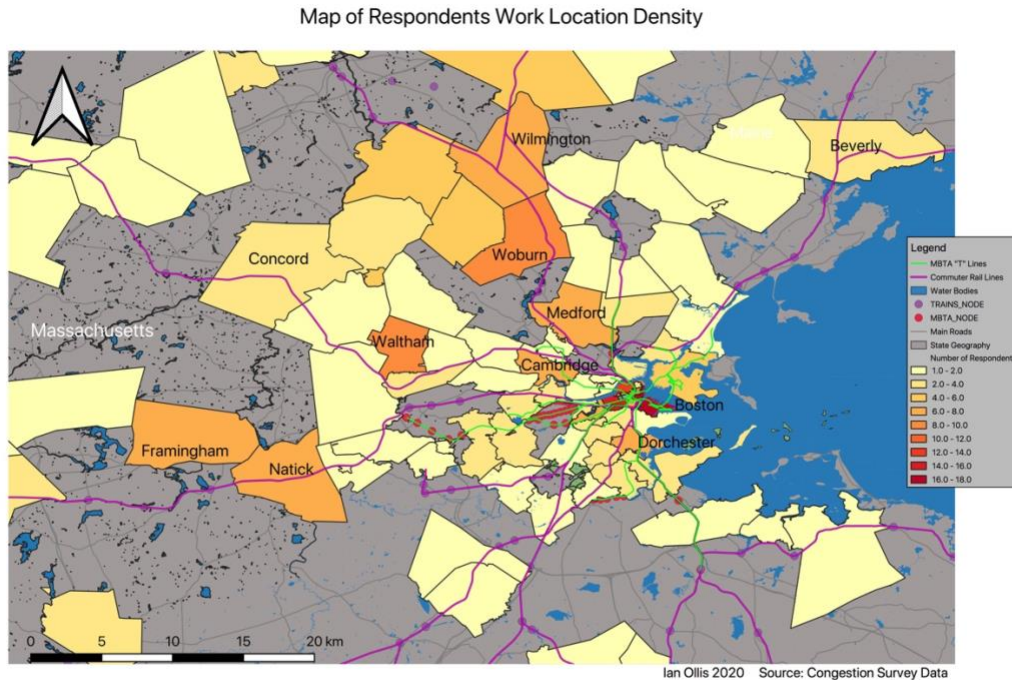 Map of Respondents Work Location Density
Wilmington
Beverly
Woburn
Concord
Medford
Massachusetts
Waltham
Cambridge
Boston
Dorchester
Framingham
Natick
Legend
MBTA "T" Lines
Commuter Rail Lines
Water Bodies
TRAINS_NODE
MBTA_NODE
Main Roads
State Geography
Number of Respondent
1.0 - 2.0
2.0 - 4.0
4.0 - 6.0
6.0 - 8.0
8.0 - 10.0
10.0 - 12.0
12.0 - 14.0
14.0 - 16.0
16.0 - 18.0
0 5 10 15 20 km
Ian Ollis 2020 Source: Congestion Survey Data